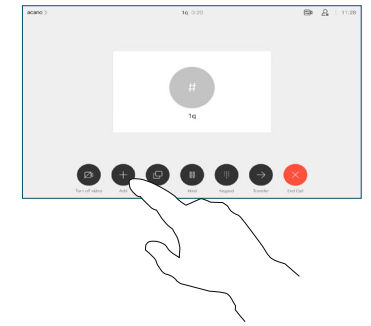 acano >
1q 0:20
11:28
#
1q
Turn off video
Add
Hold
Keypad
Transfer
End Call